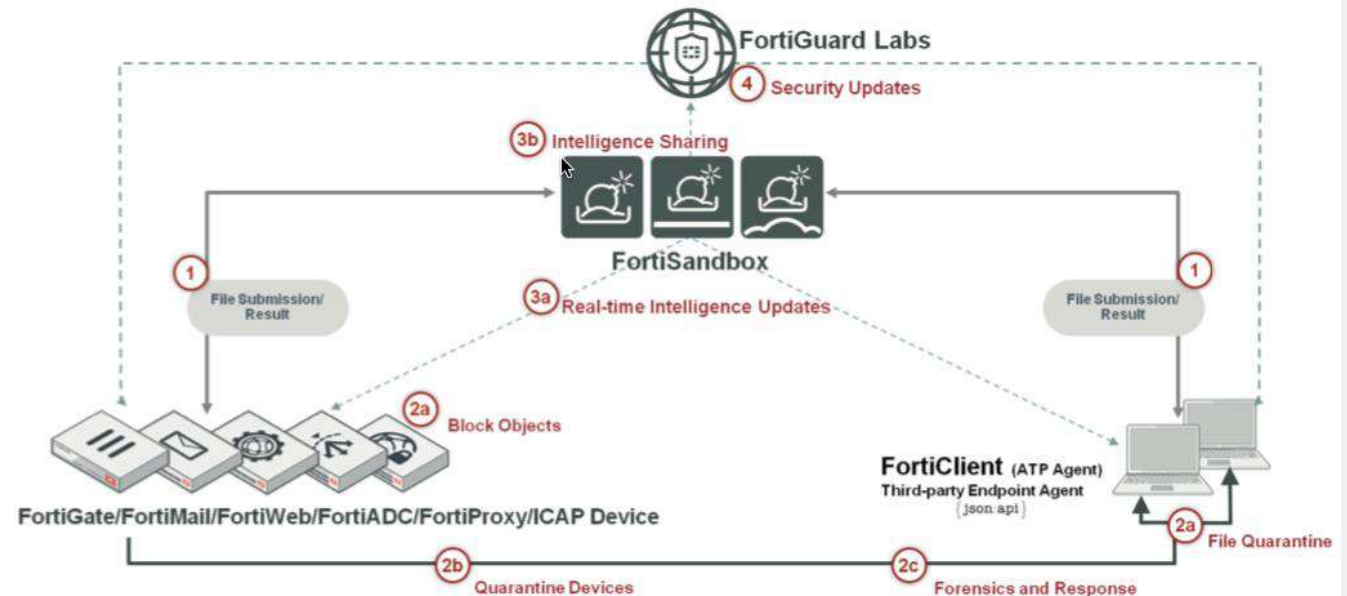 FortiGuard Labs
4 Security Updates
3b Intelligence Sharing
FortiSandbox
1
File Submission/
Result
1
File Submission/
Result
3a Real-time Intelligence Updates
2a Block Objects
FortiGate/FortiMail/FortiWeb/FortiADC/FortiProxy/ICAP Device
FortiClient (ATP Agent)
Third-party Endpoint Agent
{json:api}
2a File Quarantine
2b Quarantine Devices
2c Forensics and Response